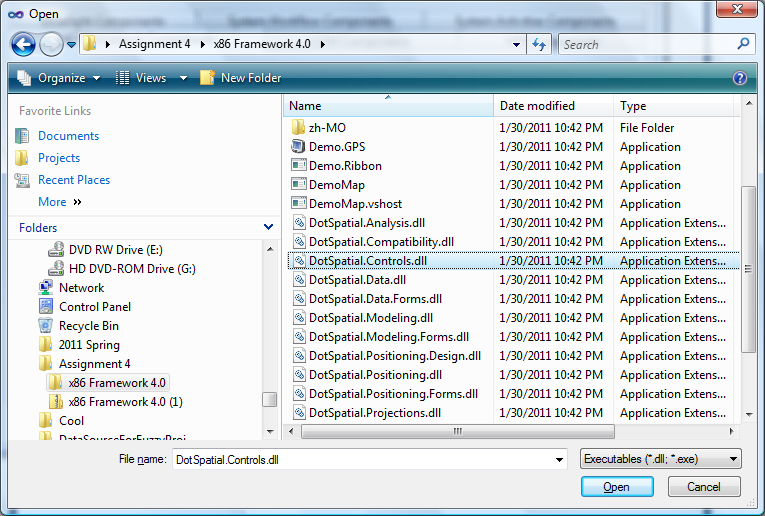 Open
System Workflow Components
System Activities Components
Assignment 4 x86 Framework 4.0
Search
Organize Views New Folder
Favorite Links
Documents
Projects
Recent Places
More »
Folders
DVD RW Drive (E:)
HD DVD-ROM Drive (G:)
Network
Control Panel
Recycle Bin
2011 Spring
Assignment 4
x86 Framework 4.0
x86 Framework 4.0 (1)
Cool
DataSourceForFuzzyProj
Name Date modified Type
zh-MO 1/30/2011 10:42 PM File Folder
Demo.GPS 1/30/2011 10:42 PM Application
Demo.Ribbon 1/30/2011 10:42 PM Application
DemoMap 1/30/2011 10:42 PM Application
DemoMap.vshost 1/30/2011 10:42 PM Application
DotSpatial.Analysis.dll 1/30/2011 10:42 PM Application Extens...
DotSpatial.Compatibility.dll 1/30/2011 10:42 PM Application Extens...
DotSpatial.Controls.dll 1/30/2011 10:42 PM Application Extens...
DotSpatial.Data.dll 1/30/2011 10:42 PM Application Extens...
DotSpatial.Data.Forms.dll 1/30/2011 10:42 PM Application Extens...
DotSpatial.Modeling.dll 1/30/2011 10:42 PM Application Extens...
DotSpatial.Modeling.Forms.dll 1/30/2011 10:42 PM Application Extens...
DotSpatial.Positioning.Design.dll 1/30/2011 10:42 PM Application Extens...
DotSpatial.Positioning.dll 1/30/2011 10:42 PM Application Extens...
DotSpatial.Positioning.Forms.dll 1/30/2011 10:42 PM Application Extens...
DotSpatial.Projections.dll 1/30/2011 10:42 PM Application Extens...
File name: DotSpatial.Controls.dll
Executables (*.dll; *.exe)
Open Cancel